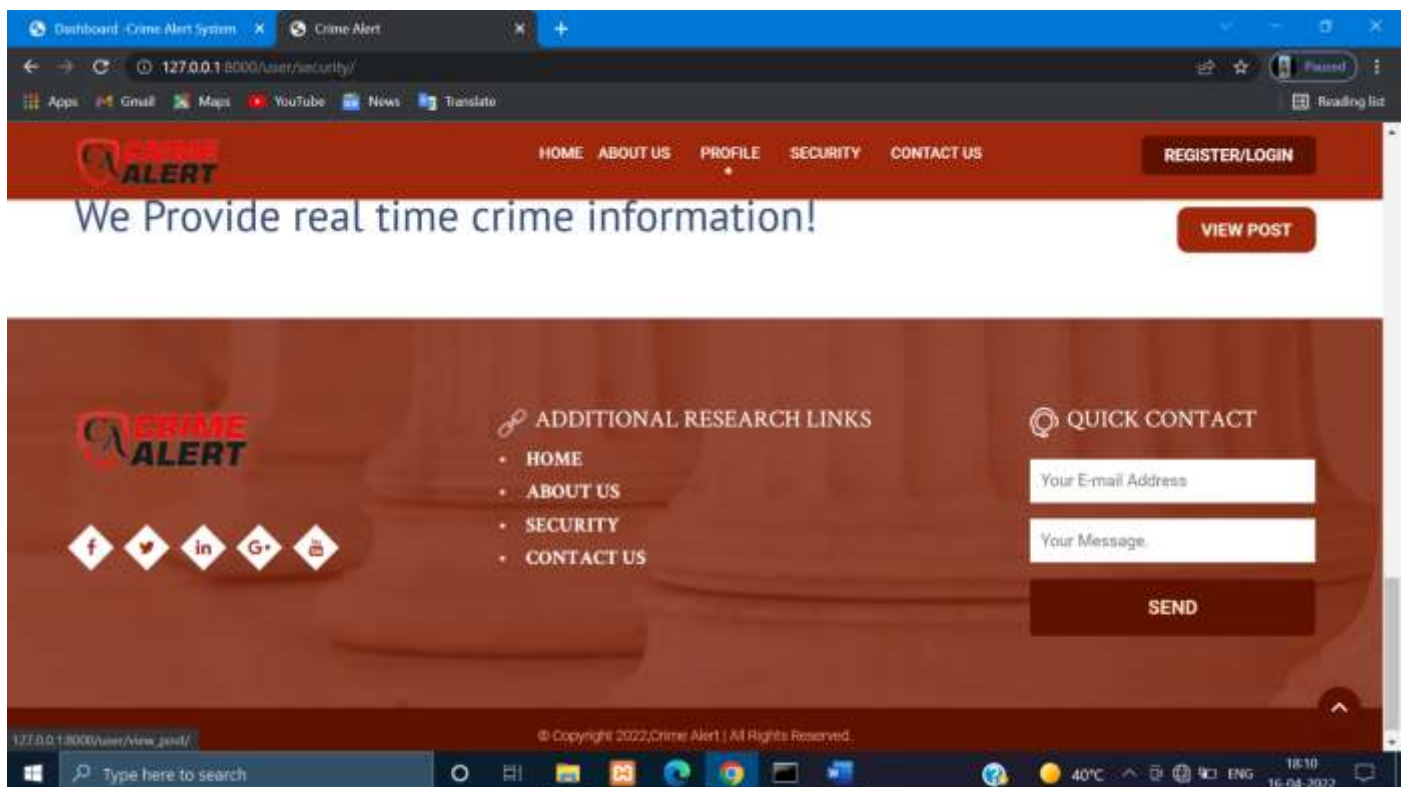 Dashboard -Crime Alert System
Crime Alert
127.0.0.1:8000/user/security/
Paused
Apps Gmail Maps YouTube News Translate
Reading list
CRIME
ALERT
HOME ABOUT US PROFILE SECURITY CONTACT US
REGISTER/LOGIN
We Provide real time crime information!
VIEW POST
CRIME
ALERT
ADDITIONAL RESEARCH LINKS
HOME
ABOUT US
SECURITY
CONTACT US
QUICK CONTACT
Your E-mail Address
Your Message.
SEND
127.0.0.1:8000/user/view_post/
© Copyright 2022,Crime Alert | All Rights Reserved.
Type here to search
40°C
ENG
18:10
16-04-2022